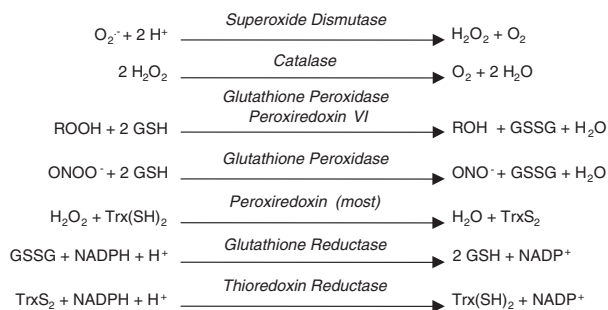 Superoxide Dismutase
O₂·⁻ + 2 H⁺ H₂O₂ + O₂
Catalase
2 H₂O₂ O₂ + 2 H₂O
Glutathione Peroxidase
Peroxiredoxin VI
ROOH + 2 GSH ROH + GSSG + H₂O
Glutathione Peroxidase
ONOO⁻ + 2 GSH ONO⁻ + GSSG + H₂O
Peroxiredoxin (most)
H₂O₂ + Trx(SH)₂ H₂O + TrxS₂
Glutathione Reductase
GSSG + NADPH + H⁺ 2 GSH + NADP⁺
Thioredoxin Reductase
TrxS₂ + NADPH + H⁺ Trx(SH)₂ + NADP⁺